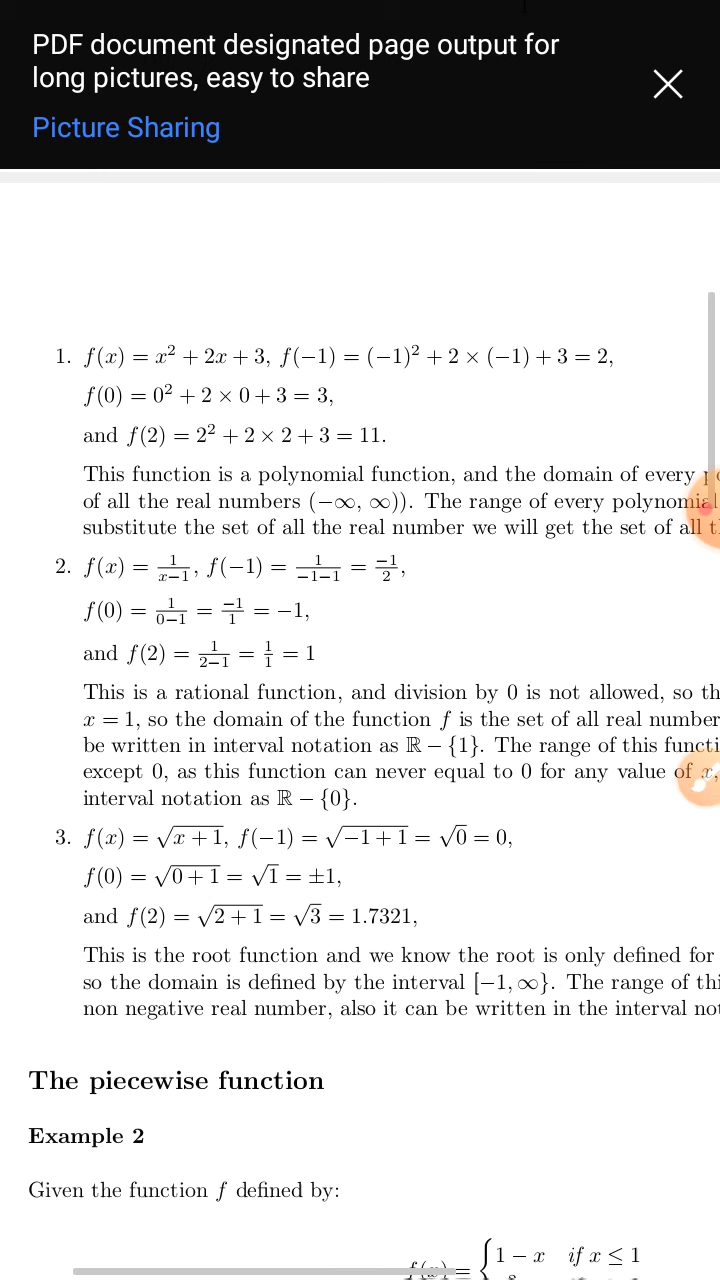 PDF document designated page output for
long pictures, easy to share
Picture Sharing
1. f(x) = x² + 2x + 3, f(−1) = (−1)² + 2 × (−1) + 3 = 2,
f(0) = 0² + 2 × 0 + 3 = 3,
and f(2) = 2² + 2 × 2 + 3 = 11.
This function is a polynomial function, and the domain of every
of all the real numbers (−∞, ∞)). The range of every polynomial
substitute the set of all the real number we will get the set of all
2. f(x) = 1/(x−1), f(−1) = 1/(−1−1) = −1/2,
f(0) = 1/(0−1) = −1/1 = −1,
and f(2) = 1/(2−1) = 1/1 = 1
This is a rational function, and division by 0 is not allowed, so
x = 1, so the domain of the function f is the set of all real number
be written in interval notation as ℝ − {1}. The range of this
except 0, as this function can never equal to 0 for any value of x,
interval notation as ℝ − {0}.
3. f(x) = √(x+1), f(−1) = √(−1+1) = √0 = 0,
f(0) = √(0+1) = √1 = ±1,
and f(2) = √(2+1) = √3 = 1.7321,
This is the root function and we know the root is only defined for
so the domain is defined by the interval [−1, ∞}. The range of
non negative real number, also it can be written in the interval
The piecewise function
Example 2
Given the function f defined by:
f(x) = { 1 − x if x ≤ 1